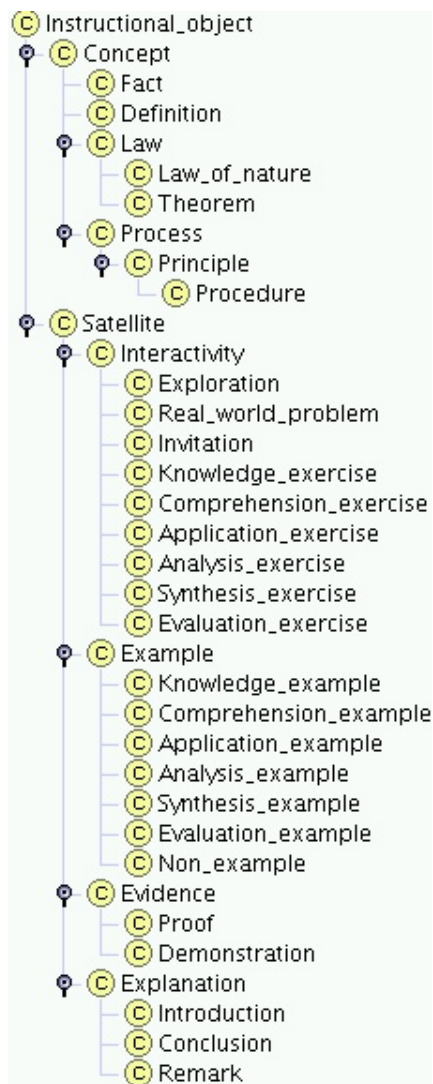 C Instructional_object
C Concept
C Fact
C Definition
C Law
C Law_of_nature
C Theorem
C Process
C Principle
C Procedure
C Satellite
C Interactivity
C Exploration
C Real_world_problem
C Invitation
C Knowledge_exercise
C Comprehension_exercise
C Application_exercise
C Analysis_exercise
C Synthesis_exercise
C Evaluation_exercise
C Example
C Knowledge_example
C Comprehension_example
C Application_example
C Analysis_example
C Synthesis_example
C Evaluation_example
C Non_example
C Evidence
C Proof
C Demonstration
C Explanation
C Introduction
C Conclusion
C Remark